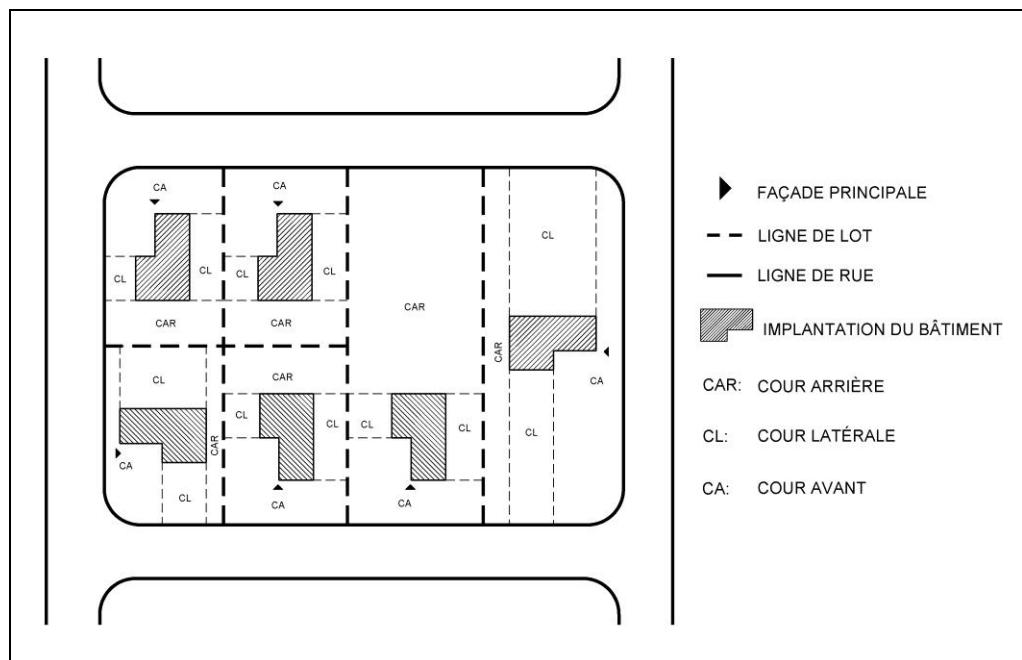 CA
CA
CL
CL
CL
CL
CL
CAR
CAR
CAR
CAR
CA
CAR
CL
CL
CL
CL
CL
CAR
CA
CL
CL
CA
CA
FAÇADE PRINCIPALE
LIGNE DE LOT
LIGNE DE RUE
IMPLANTATION DU BÂTIMENT
CAR: COUR ARRIÈRE
CL: COUR LATÉRALE
CA: COUR AVANT